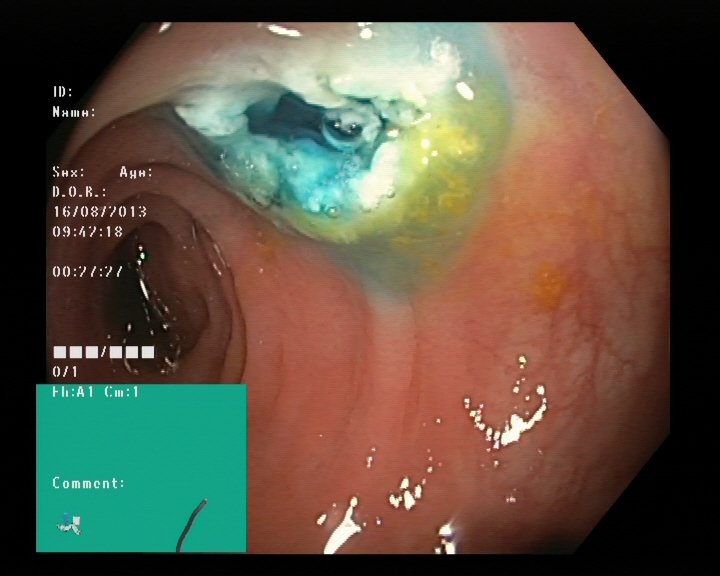 ID:
Name:
Sex: Age:
D.O.B.:
16/08/2013
09:42:18
00:27:27
/
0/1
Eh:A1 Cm:1
Comment: